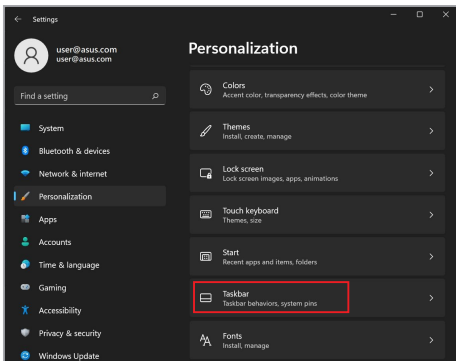 Settings
user@asus.com
user@asus.com
Find a setting
System
Bluetooth & devices
Network & internet
Personalization
Apps
Accounts
Time & language
Gaming
Accessibility
Privacy & security
Windows Update
Personalization
Colors
Accent color, transparency effects, color theme
Themes
Install, create, manage
Lock screen
Lock screen images, apps, animations
Touch keyboard
Themes, size
Start
Recent apps and items, folders
Taskbar
Taskbar behaviors, system pins
Fonts
Install, manage